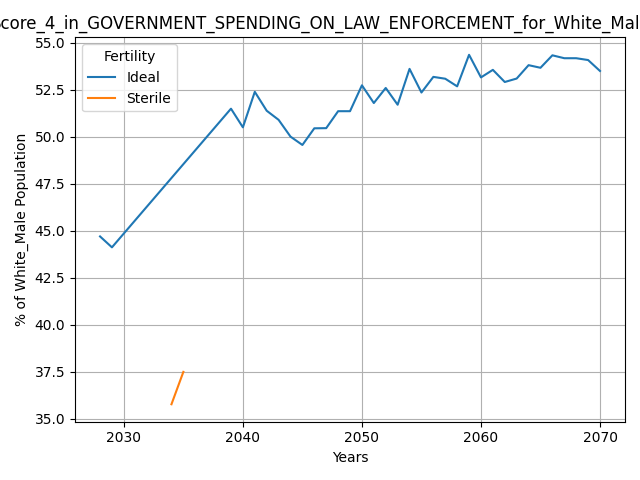 core_4_in_GOVERNMENT_SPENDING_ON_LAW_ENFORCEMENT_for_White_Mal
55.0
52.5
50.0
47.5
45.0
42.5
40.0
37.5
35.0
% of White_Male Population
Fertility
Ideal
Sterile
2030 2040 2050 2060 2070
Years